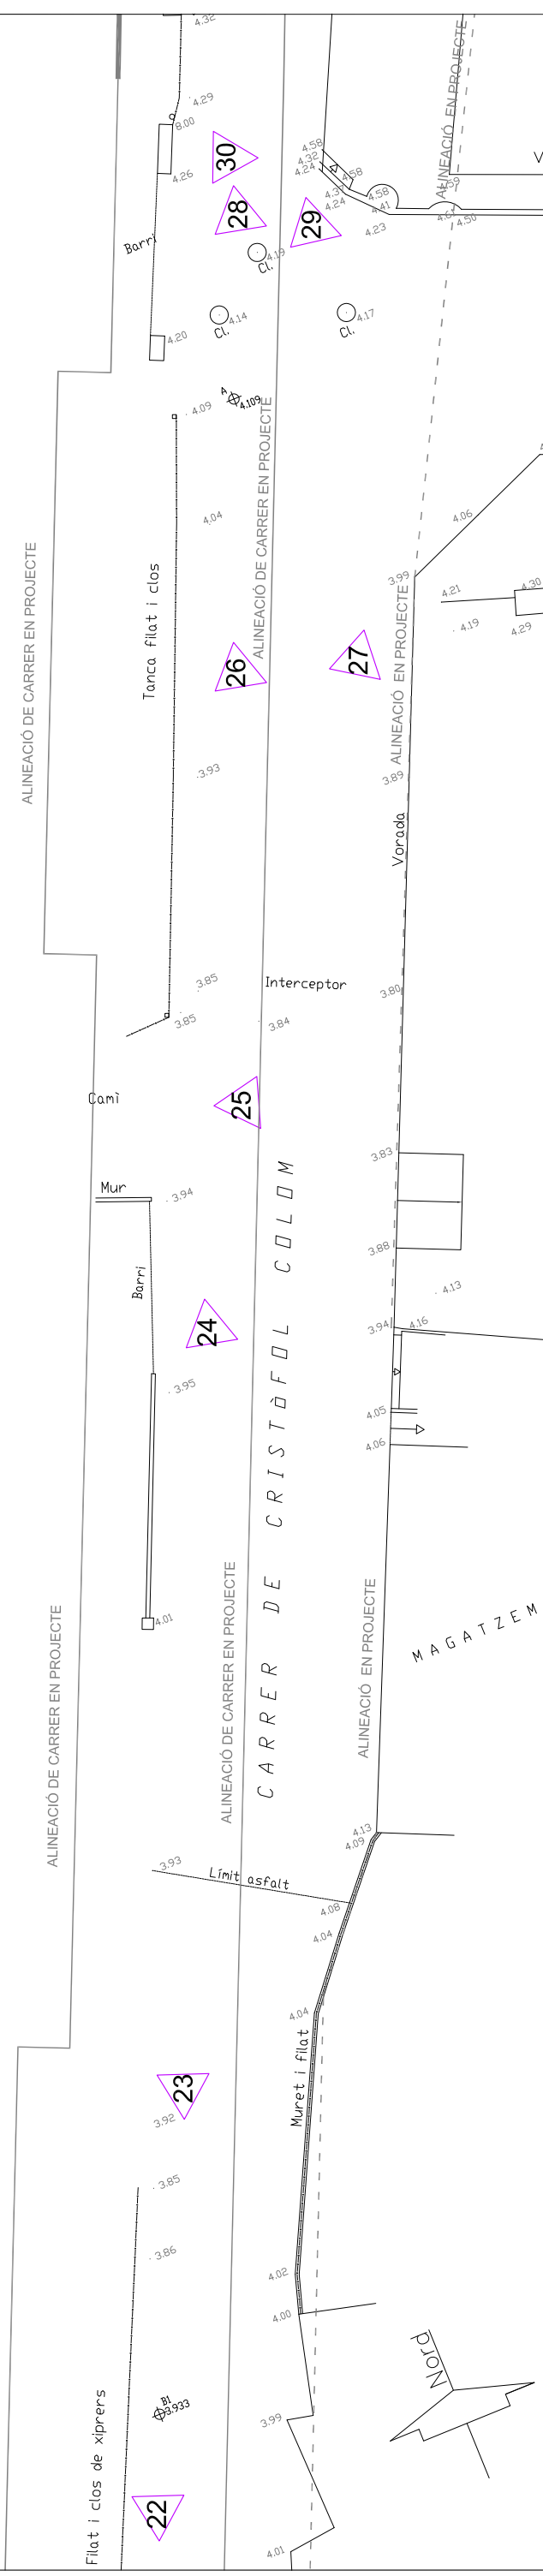 4.32
4.29
8.00
30
4.26
4.58
4.32
4.24
4.58
4.37
4.24
4.58
4.41
4.23
ALINEACIÓ EN PROJECTE
4.59
4.61
4.50
V
28
29
Barri
4.19
Cl.
4.14
Cl.
4.17
Cl.
4.20
A
4.109
4.09
ALINEACIÓ DE CARRER EN PROJECTE
4.04
4.06
3.99
4.21
4.30
4.19
4.29
Tanca filat i clos
ALINEACIÓ DE CARRER EN PROJECTE
26
27
ALINEACIÓ EN PROJECTE
3.93
3.89
Vorada
3.85
Interceptor
3.80
3.85
3.84
Camì
25
3.83
Mur
3.94
3.88
Barri
4.13
24
3.94
4.16
3.95
4.05
4.06
CARRER DE CRISTÒFOL COLOM
4.01
MAGATZEM
ALINEACIÓ DE CARRER EN PROJECTE
ALINEACIÓ DE CARRER EN PROJECTE
ALINEACIÓ EN PROJECTE
4.13
4.09
3.93
Límit asfalt
4.08
4.04
4.04
Muret i filat
23
3.92
3.85
3.86
4.02
4.00
Nord
B1
3.933
3.99
Filat i clos de xiprers
22
4.01